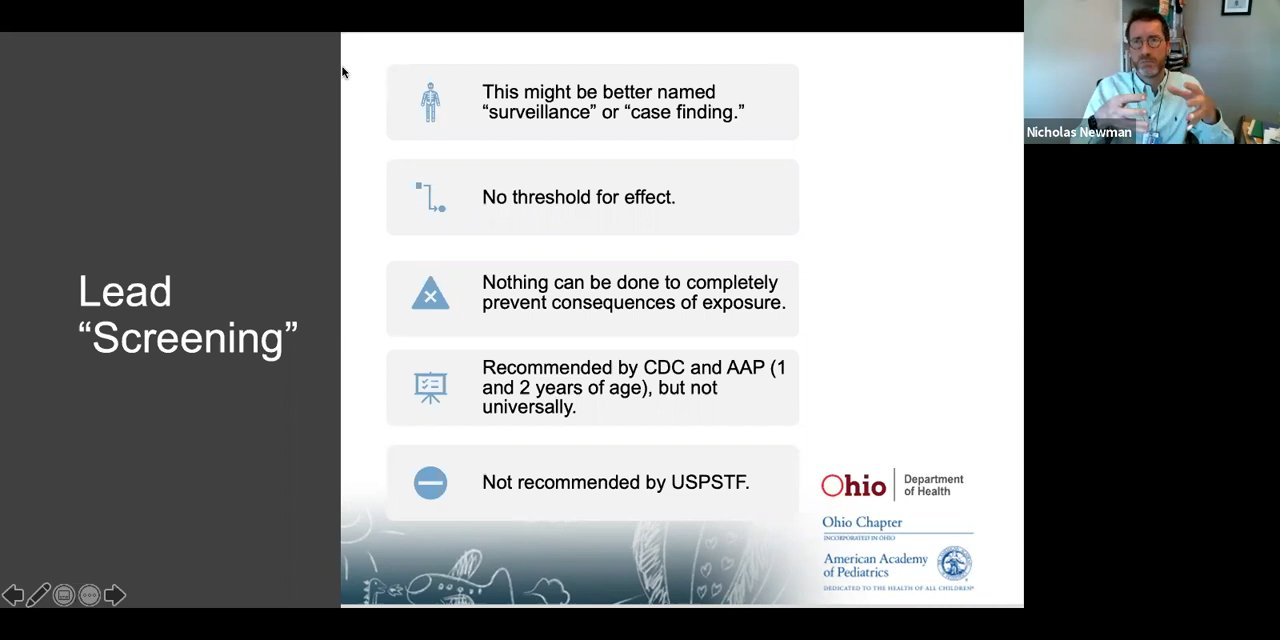 Lead
“Screening”
This might be better named
“surveillance” or “case finding.”
No threshold for effect.
Nothing can be done to completely
prevent consequences of exposure.
Recommended by CDC and AAP (1
and 2 years of age), but not
universally.
Not recommended by USPSTF.
Ohio
Department
of Health
Ohio Chapter
INCORPORATED IN OHIO
American Academy
of Pediatrics
DEDICATED TO THE HEALTH OF ALL CHILDREN®
Nicholas Newman